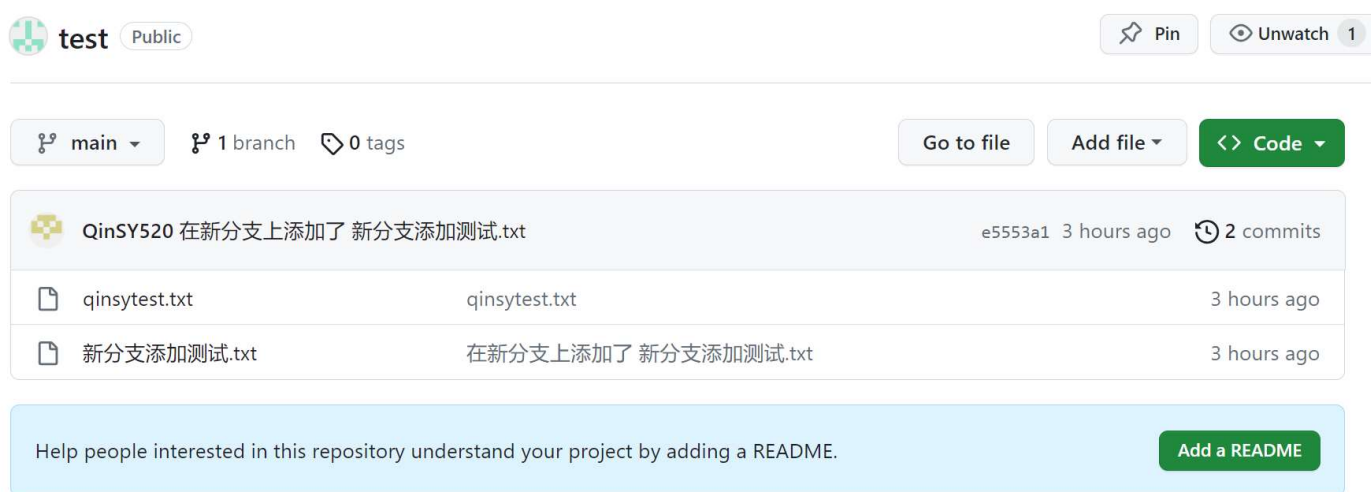 test Public Pin Unwatch 1
main 1 branch 0 tags Go to file Add file Code
QinSY520 在新分支上添加了 新分支添加测试.txt e5553a1 3 hours ago 2 commits
qinsytest.txt qinsytest.txt 3 hours ago
新分支添加测试.txt 在新分支上添加了 新分支添加测试.txt 3 hours ago
Help people interested in this repository understand your project by adding a README. Add a README